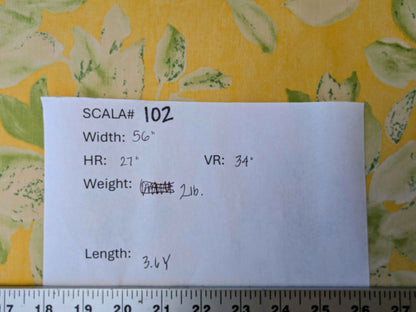 SCALA# 102
Width: 56"
HR: 27" VR: 34"
Weight: 2lb.
Length: 3.6Y
17 18 19 20 21 22 23 24 25 26 27